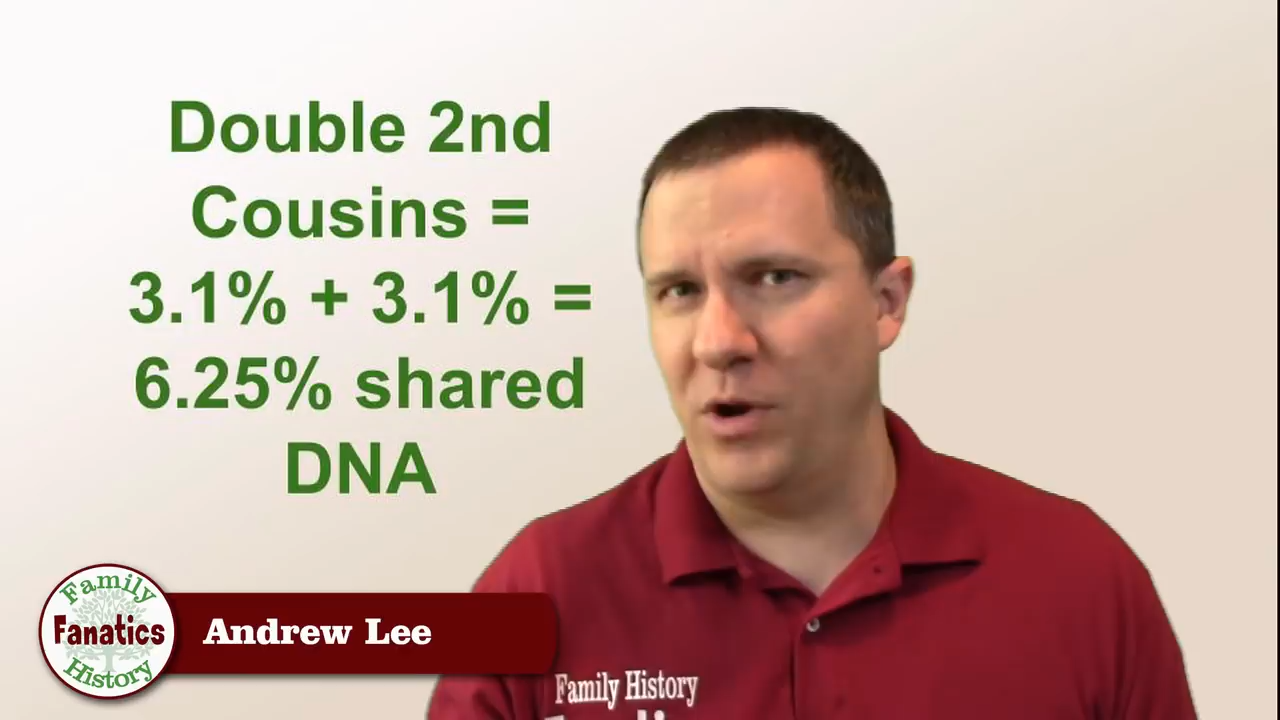 Double 2nd
Cousins =
3.1% + 3.1% =
6.25% shared
DNA
Family
Fanatics
History
Andrew Lee
Family History